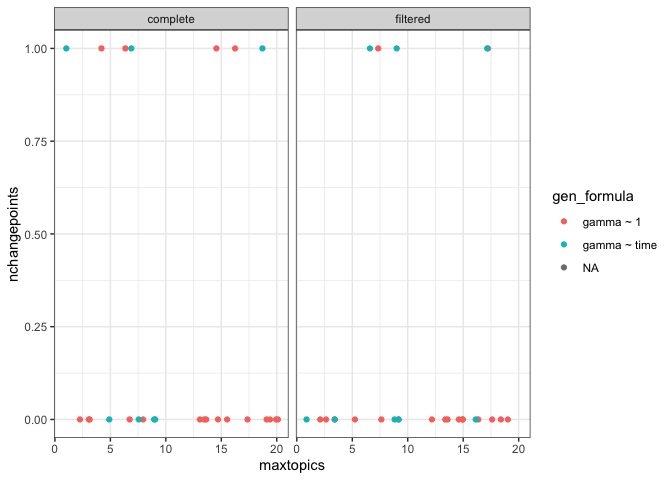 complete
filtered
1.00
0.75
0.50
0.25
0.00
nchangepoints
0 5 10 15 20
0 5 10 15 20
maxtopics
gen_formula
gamma ~ 1
gamma ~ time
NA